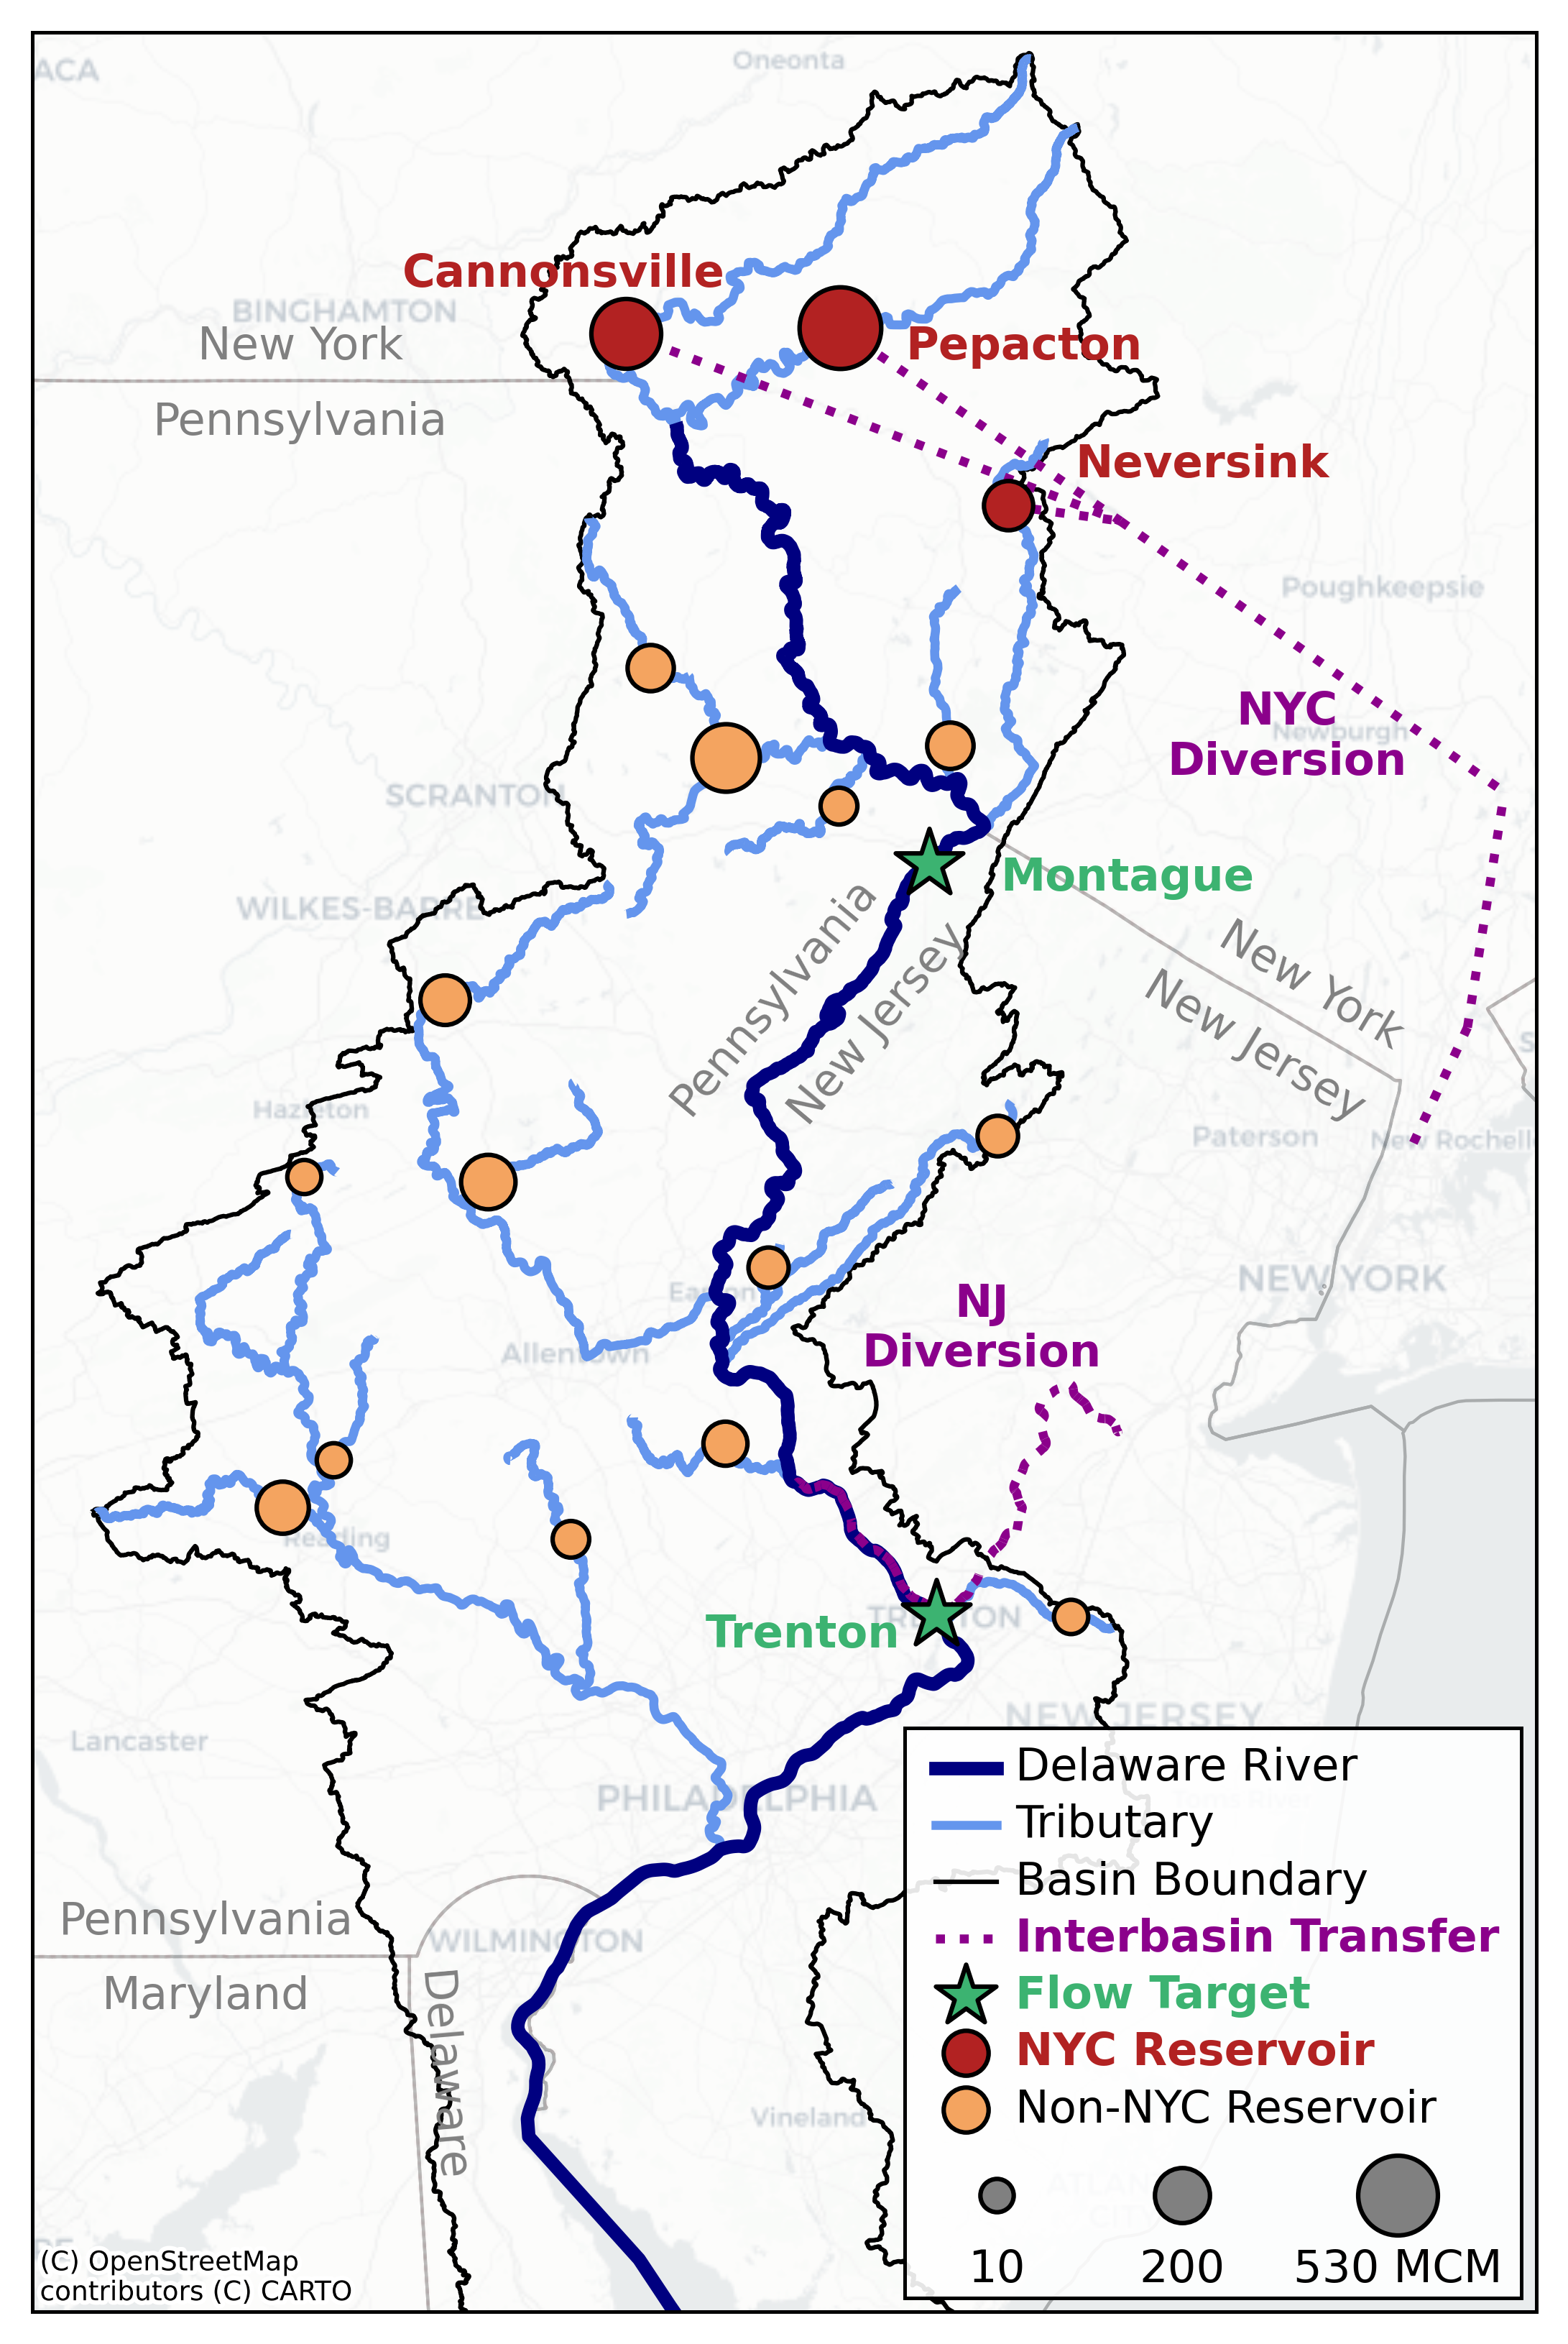 Oneonta
ACA
Cannonsville
BINGHAMTON
New York
Pepacton
Pennsylvania
Neversink
Poughkeepsie
NYC
Diversion
Newburgh
SCRANTON
Montague
WILKES-BARRE
Pennsylvania
New Jersey
New York
New Jersey
Hazleton
Paterson
New Rochell
NEW YORK
NJ
Diversion
Easton
Allentown
Reading
TRENTON
Trenton
NEW JERSEY
Lancaster
PHILADELPHIA
Pennsylvania
WILMINGTON
Maryland
Delaware
Vineland
Delaware River
Tributary
Basin Boundary
Interbasin Transfer
Flow Target
NYC Reservoir
Non-NYC Reservoir
10 200 530 MCM
(C) OpenStreetMap
contributors (C) CARTO